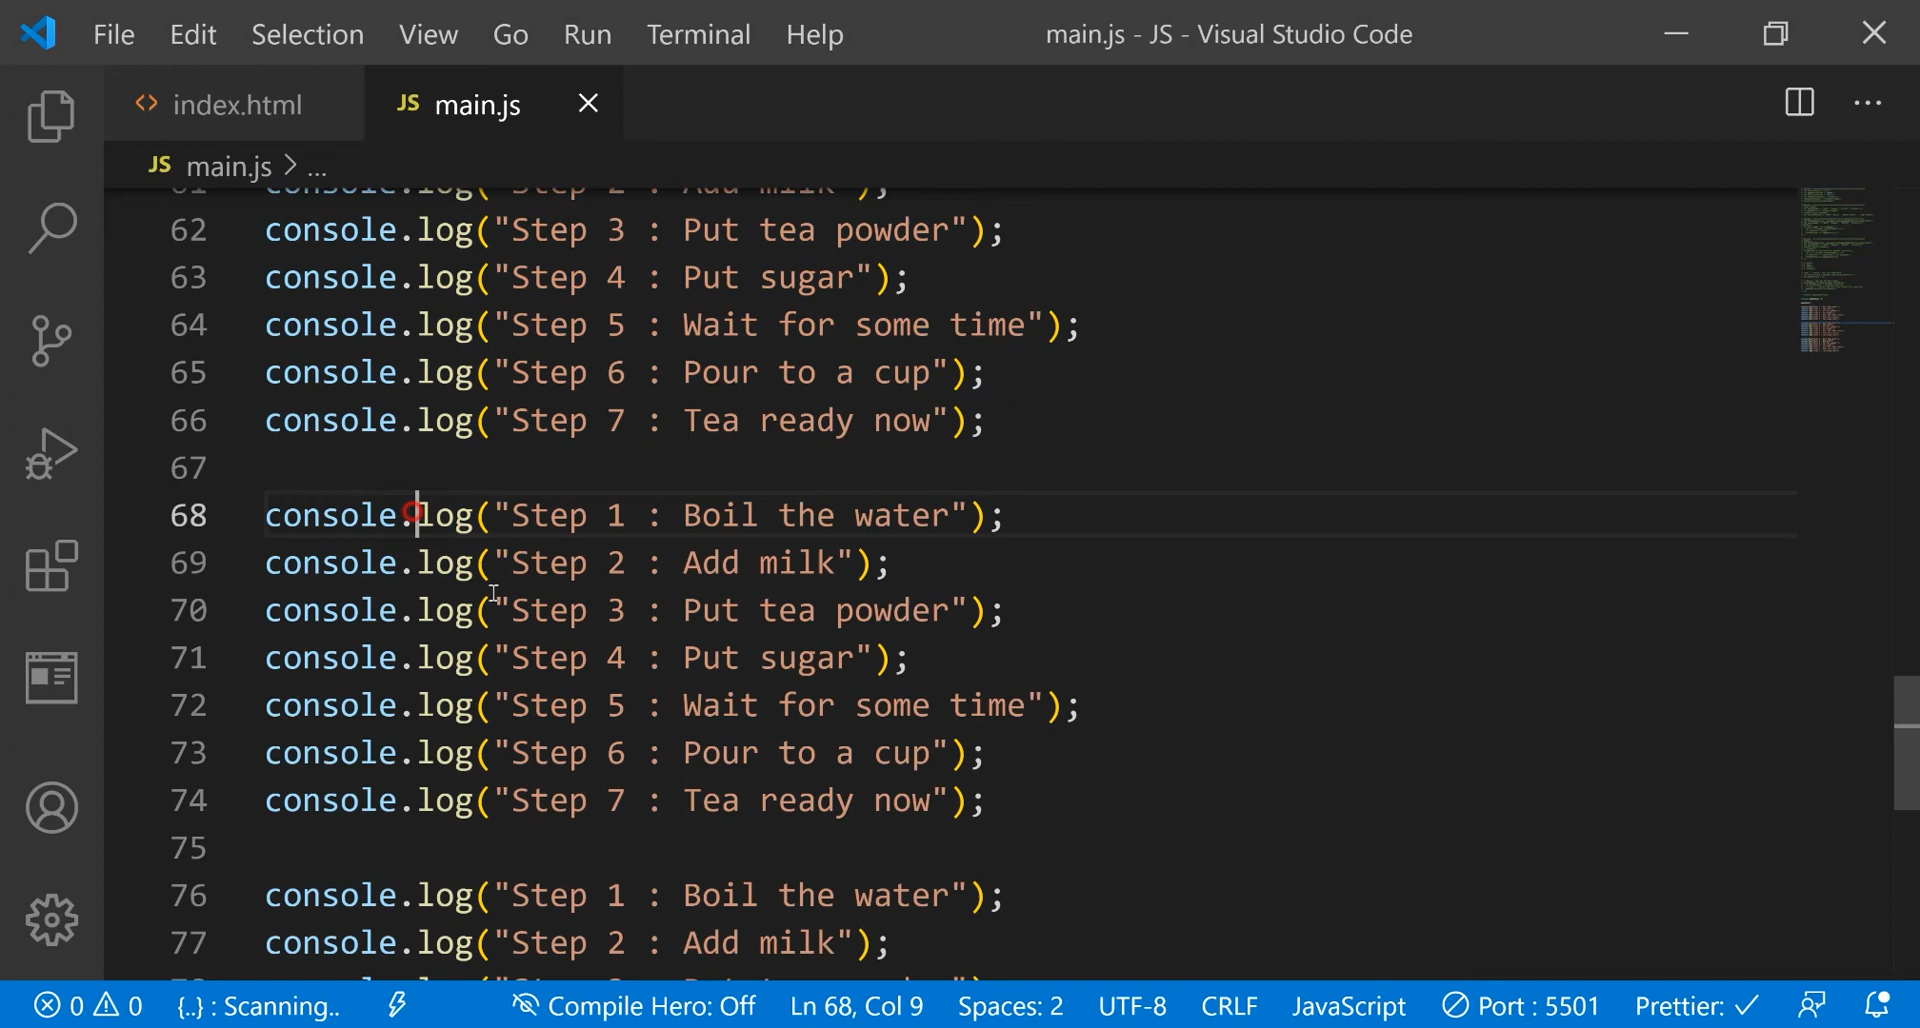 File Edit Selection View Go Run Terminal Help main.js - JS - Visual Studio Code
<> index.html JS main.js
JS main.js > ...
61 console.log("Step 2 : Add milk");
62 console.log("Step 3 : Put tea powder");
63 console.log("Step 4 : Put sugar");
64 console.log("Step 5 : Wait for some time");
65 console.log("Step 6 : Pour to a cup");
66 console.log("Step 7 : Tea ready now");
67
68 console.log("Step 1 : Boil the water");
69 console.log("Step 2 : Add milk");
70 console.log("Step 3 : Put tea powder");
71 console.log("Step 4 : Put sugar");
72 console.log("Step 5 : Wait for some time");
73 console.log("Step 6 : Pour to a cup");
74 console.log("Step 7 : Tea ready now");
75
76 console.log("Step 1 : Boil the water");
77 console.log("Step 2 : Add milk");
0 0 {..} : Scanning.. Compile Hero: Off Ln 68, Col 9 Spaces: 2 UTF-8 CRLF JavaScript Port : 5501 Prettier: ✓